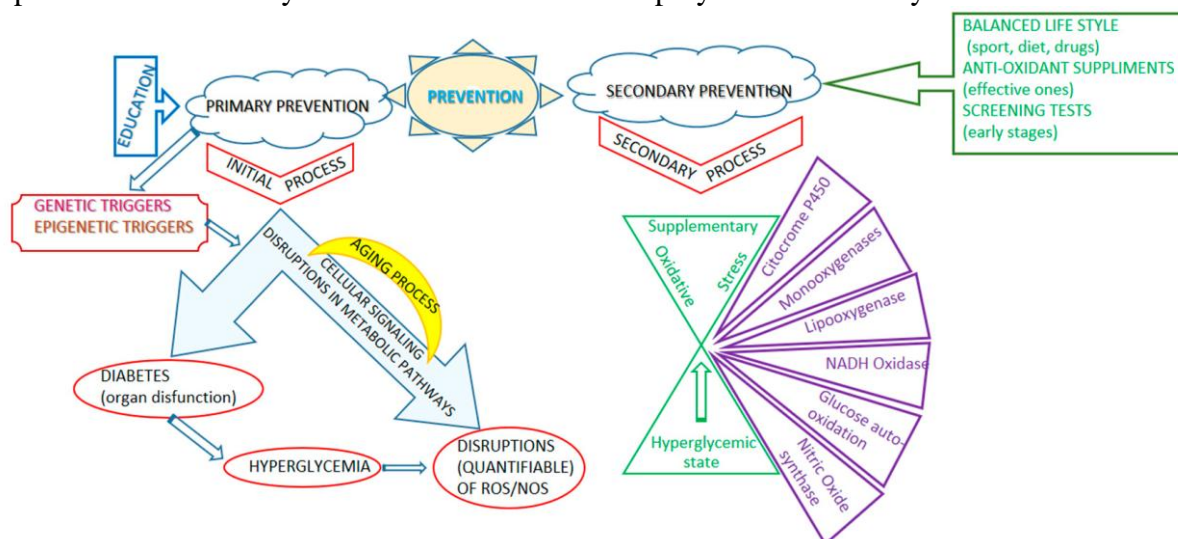 EDUCATION
PRIMARY PREVENTION
PREVENTION
SECONDARY PREVENTION
BALANCED LIFE STYLE
(sport, diet, drugs)
ANTI-OXIDANT SUPPLIMENTS
(effective ones)
SCREENING TESTS
(early stages)
INITIAL PROCESS
SECONDARY PROCESS
GENETIC TRIGGERS
EPIGENETIC TRIGGERS
AGING PROCESS
CELLULAR SIGNALING
DISRUPTIONS IN METABOLIC PATHWAYS
DIABETES
(organ disfunction)
HYPERGLYCEMIA
DISRUPTIONS
(QUANTIFIABLE)
OF ROS/NOS
Supplementary
Oxidative
Stress
Hyperglycemic
state
Citocrome P450
Monooxygenases
Lipooxygenase
NADH Oxidase
Glucose auto-
oxidation
Nitric Oxide
synthase